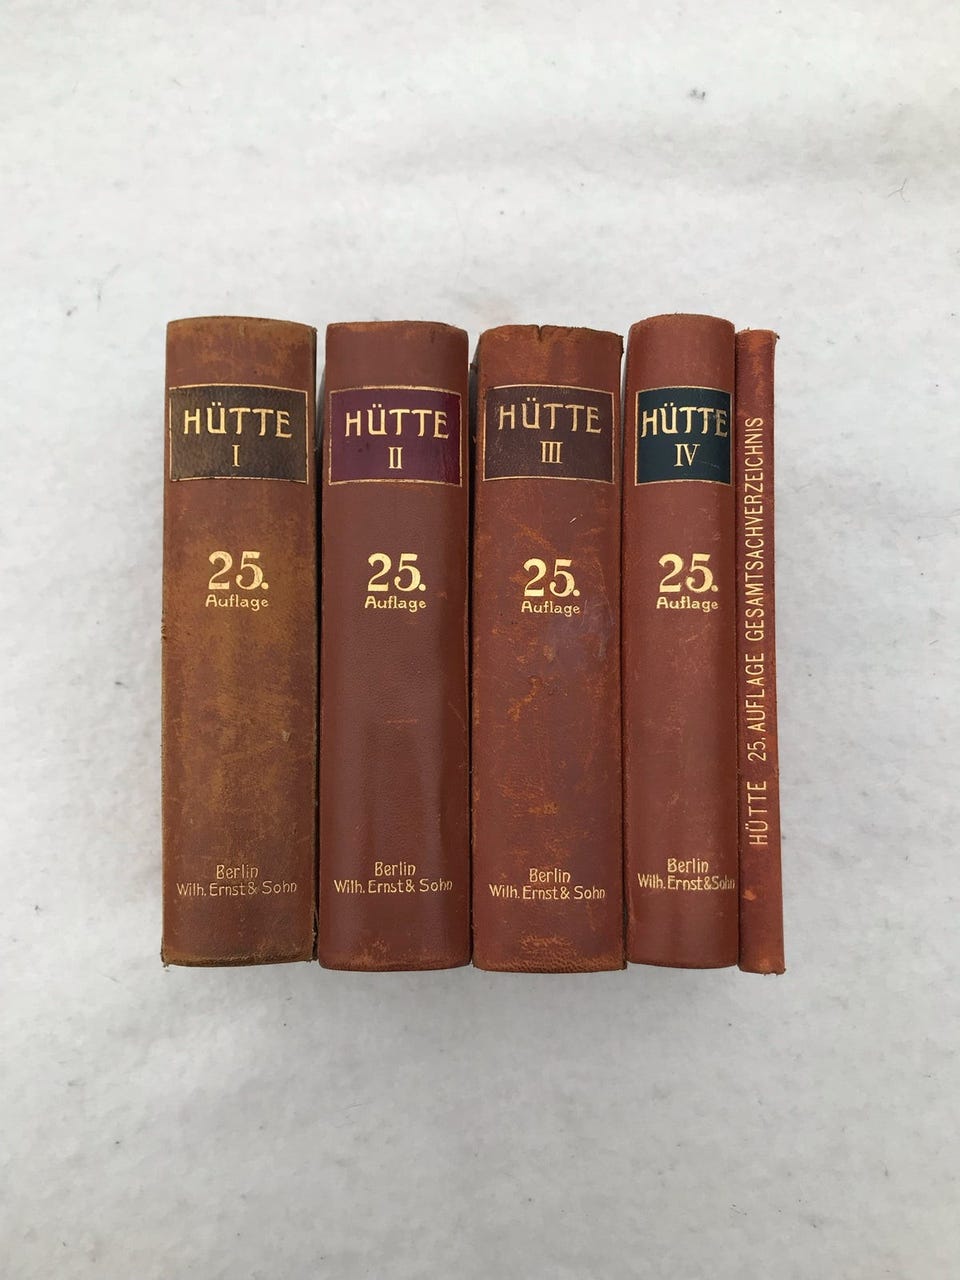 HÜTTE
I
25.
Auflage
Berlin
Wilh. Ernst & Sohn
HÜTTE
II
25.
Auflage
Berlin
Wilh. Ernst & Sohn
HÜTTE
III
25.
Auflage
Berlin
Wilh. Ernst & Sohn
HÜTTE
IV
25.
Auflage
Berlin
Wilh. Ernst & Sohn
HÜTTE 25. AUFLAGE GESAMTSACHVERZEICHNIS